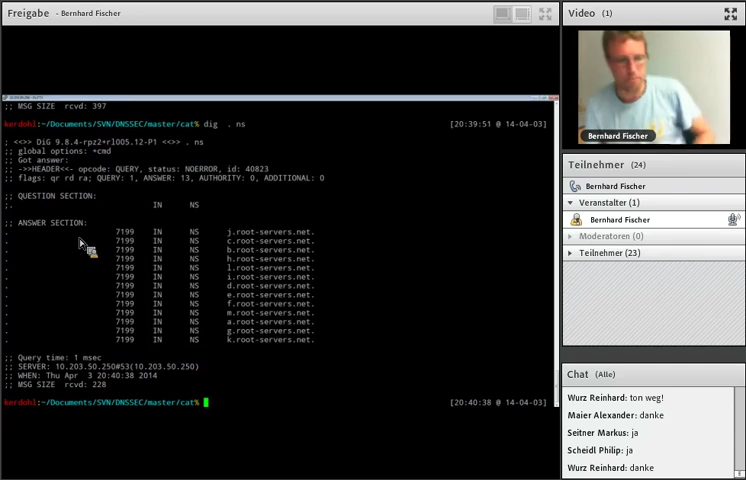 Freigabe - Bernhard Fischer
;; MSG SIZE rcvd: 397
kerdohl:~/Documents/SVN/DNSSEC/master/cat% dig . ns [20:39:51 @ 14-04-03]
; <<>> DiG 9.8.4-rpz2+rl005.12-P1 <<>> . ns
;; global options: +cmd
;; Got answer:
;; ->>HEADER<<- opcode: QUERY, status: NOERROR, id: 40823
;; flags: qr rd ra; QUERY: 1, ANSWER: 13, AUTHORITY: 0, ADDITIONAL: 0
;; QUESTION SECTION:
;. IN NS
;; ANSWER SECTION:
. 7199 IN NS j.root-servers.net.
. 7199 IN NS c.root-servers.net.
. 7199 IN NS b.root-servers.net.
. 7199 IN NS h.root-servers.net.
. 7199 IN NS l.root-servers.net.
. 7199 IN NS i.root-servers.net.
. 7199 IN NS d.root-servers.net.
. 7199 IN NS e.root-servers.net.
. 7199 IN NS f.root-servers.net.
. 7199 IN NS m.root-servers.net.
. 7199 IN NS a.root-servers.net.
. 7199 IN NS g.root-servers.net.
. 7199 IN NS k.root-servers.net.
;; Query time: 1 msec
;; SERVER: 10.203.50.250#53(10.203.50.250)
;; WHEN: Thu Apr 3 20:40:38 2014
;; MSG SIZE rcvd: 228
kerdohl:~/Documents/SVN/DNSSEC/master/cat% [20:40:38 @ 14-04-03]
Video (1)
Bernhard Fischer
Teilnehmer (24)
Bernhard Fischer
Veranstalter (1)
Bernhard Fischer
Moderatoren (0)
Teilnehmer (23)
Chat (Alle)
Wurz Reinhard: ton weg!
Maier Alexander: danke
Seitner Markus: ja
Scheidl Philip: ja
Wurz Reinhard: danke